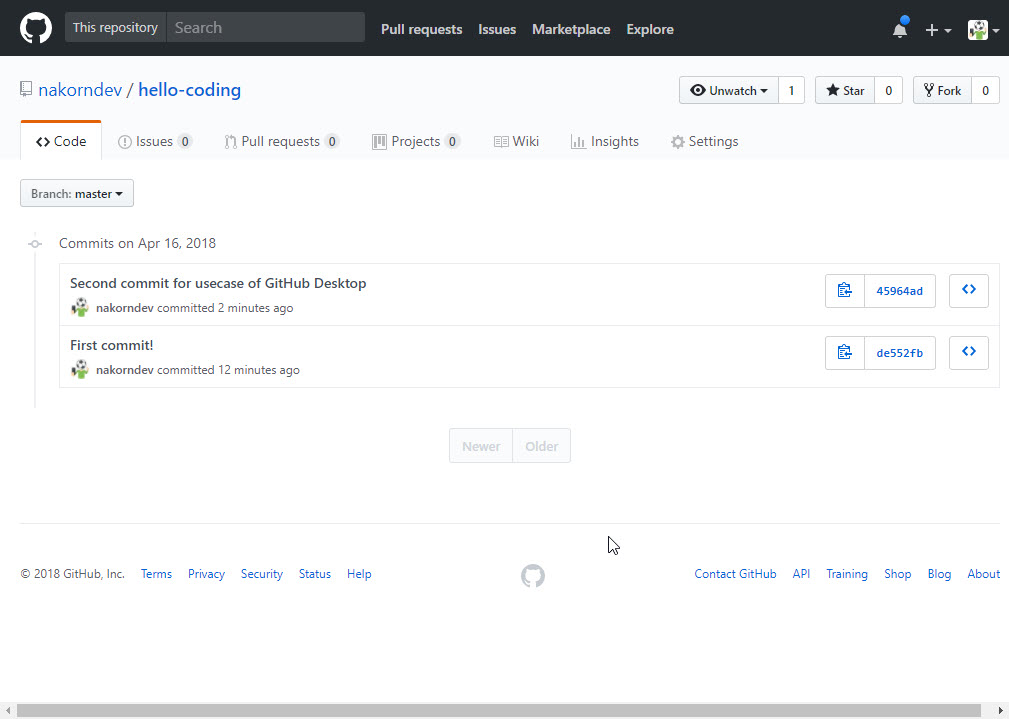 This repository Search Pull requests Issues Marketplace Explore
nakorndev / hello-coding Unwatch 1 Star 0 Fork 0
Code Issues 0 Pull requests 0 Projects 0 Wiki Insights Settings
Branch: master
Commits on Apr 16, 2018
Second commit for usecase of GitHub Desktop
nakorndev committed 2 minutes ago
45964ad
First commit!
nakorndev committed 12 minutes ago
de552fb
Newer Older
© 2018 GitHub, Inc. Terms Privacy Security Status Help Contact GitHub API Training Shop Blog About